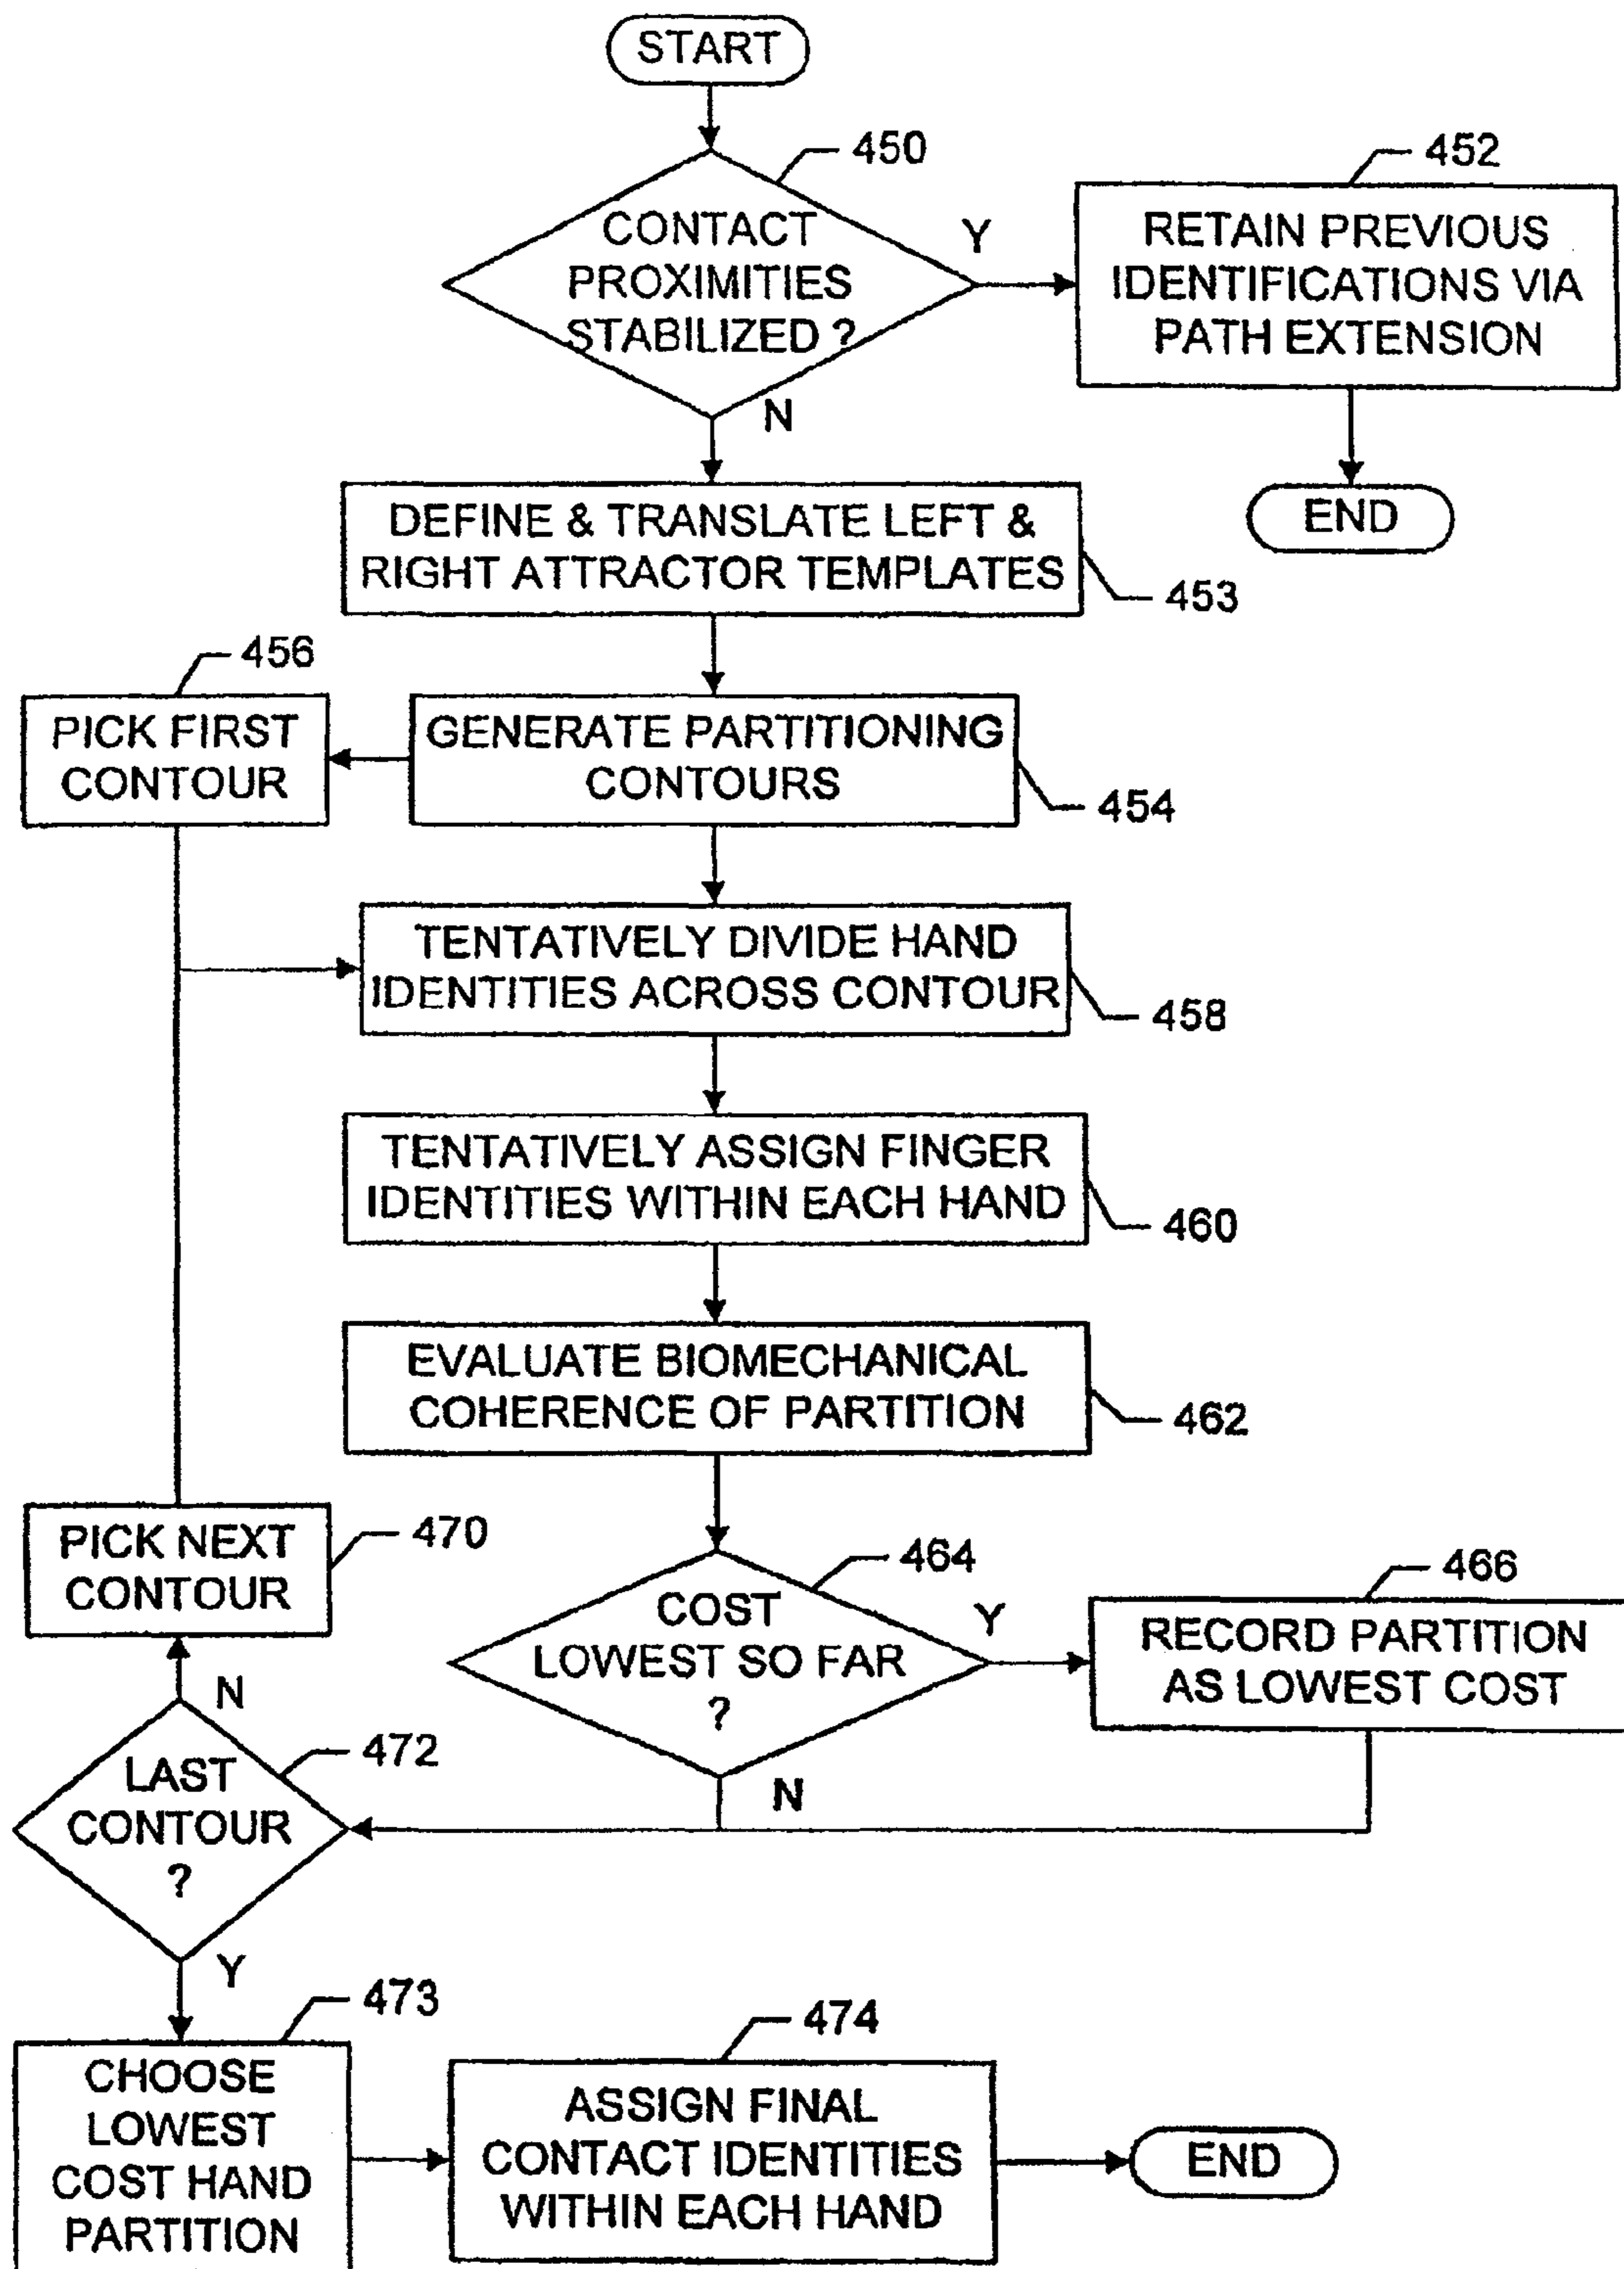 START
450
CONTACT
PROXIMITIES
STABILIZED ?
Y
N
452
RETAIN PREVIOUS
IDENTIFICATIONS VIA
PATH EXTENSION
END
DEFINE & TRANSLATE LEFT &
RIGHT ATTRACTOR TEMPLATES
453
456
PICK FIRST
CONTOUR
GENERATE PARTITIONING
CONTOURS
454
TENTATIVELY DIVIDE HAND
IDENTITIES ACROSS CONTOUR
458
TENTATIVELY ASSIGN FINGER
IDENTITIES WITHIN EACH HAND
460
EVALUATE BIOMECHANICAL
COHERENCE OF PARTITION
462
PICK NEXT
CONTOUR
470
464
COST
LOWEST SO FAR
?
Y
N
466
RECORD PARTITION
AS LOWEST COST
N
472
LAST
CONTOUR
?
Y
473
CHOOSE
LOWEST
COST HAND
PARTITION
474
ASSIGN FINAL
CONTACT IDENTITIES
WITHIN EACH HAND
END